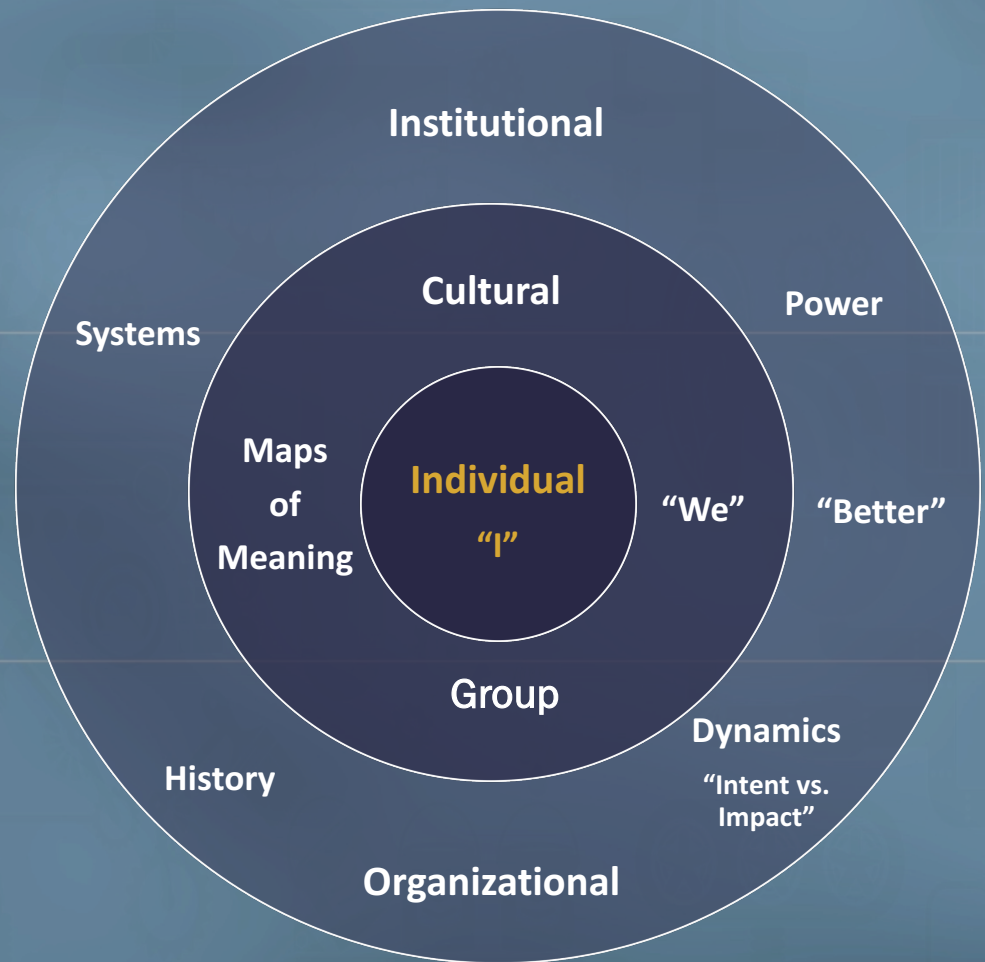 Institutional
Cultural
Power
Systems
Maps
of
Meaning
Individual
“I”
“We”
“Better”
Group
Dynamics
“Intent vs.
Impact”
History
Organizational